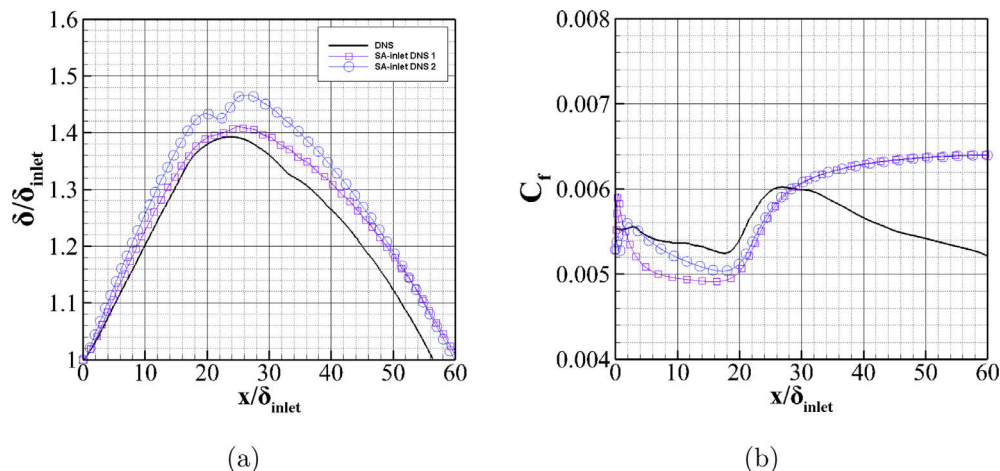 1.6
1.5
1.4
1.3
1.2
1.1
1
δ/δinlet
0 10 20 30 40 50 60
x/δinlet
DNS
SA-inlet DNS 1
SA-inlet DNS 2
(a)
0.008
0.007
0.006
0.005
0.004
Cf
0 10 20 30 40 50 60
x/δinlet
(b)